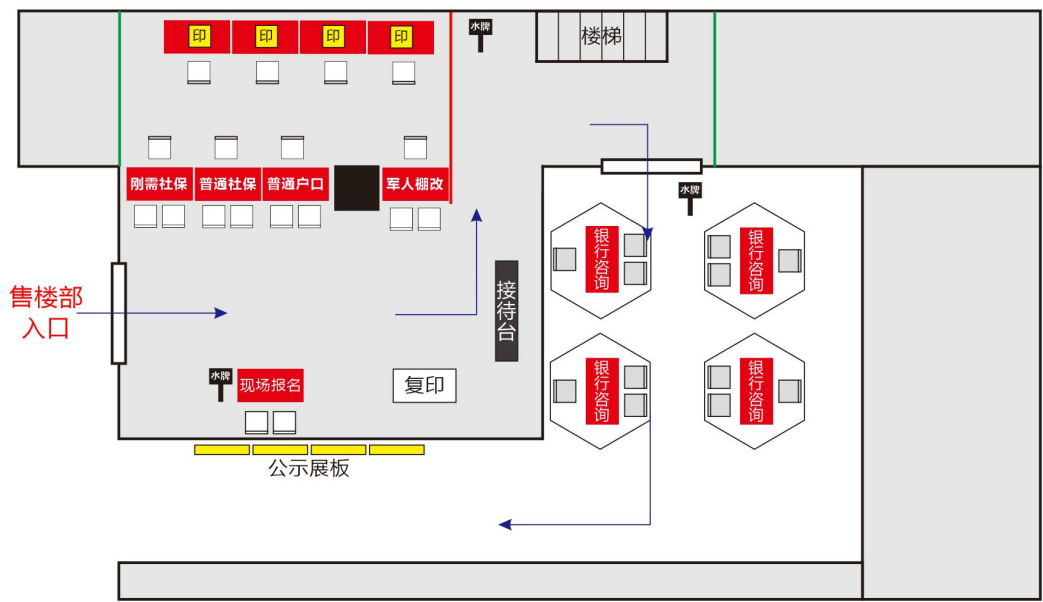 印 印 印 印
水牌
楼梯
刚需社保 普通社保 普通户口 军人棚改
水牌
银行咨询
银行咨询
售楼部
入口
接待台
银行咨询
银行咨询
水牌
现场报名
复印
公示展板